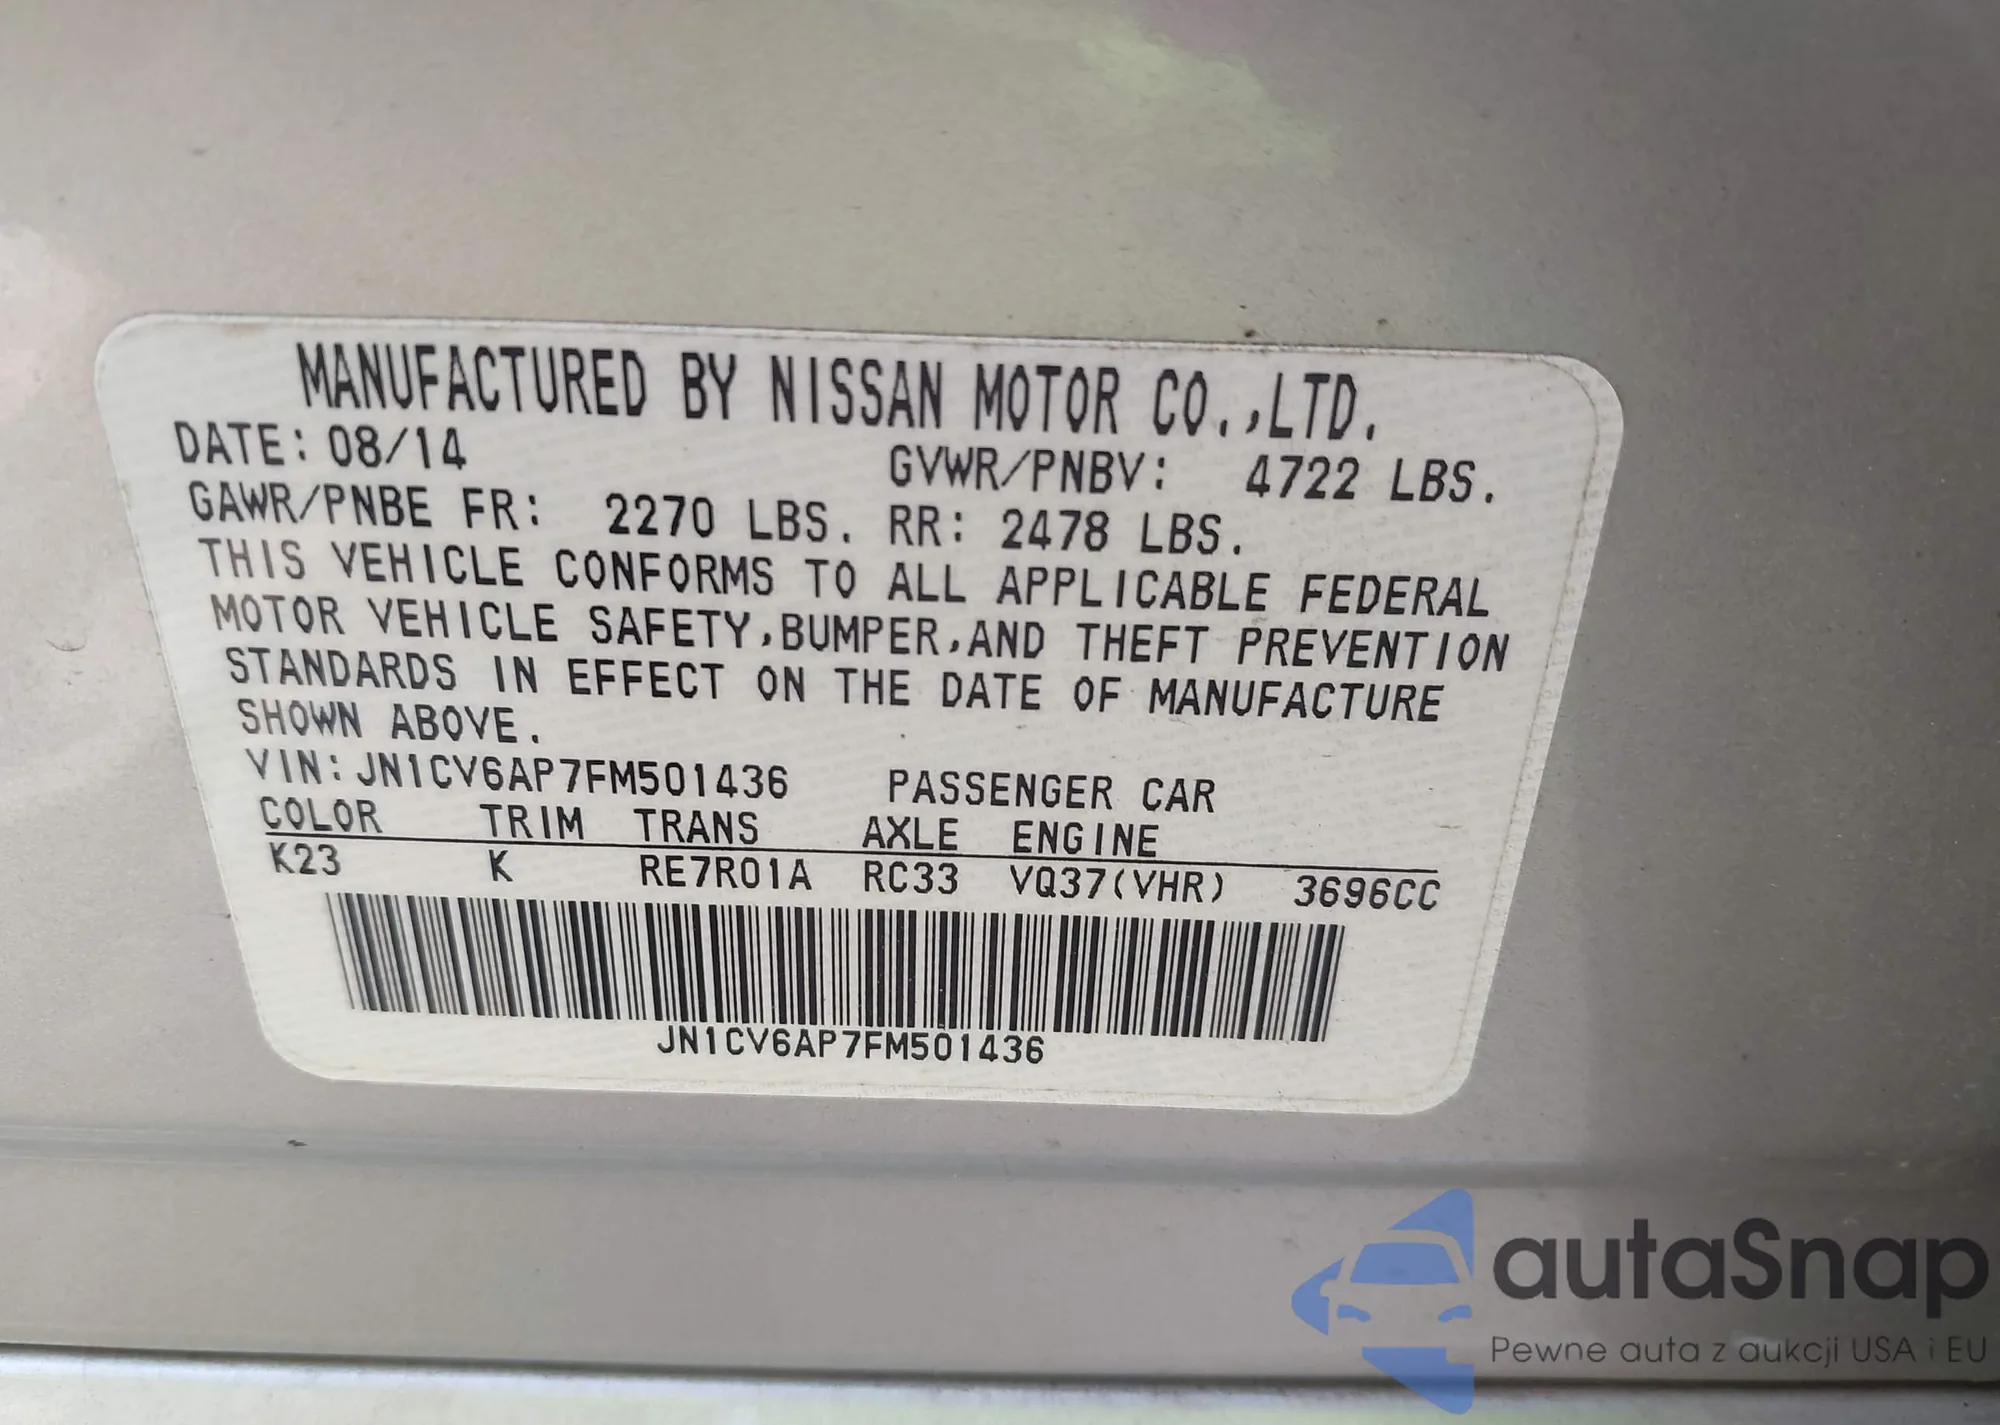 MANUFACTURED BY NISSAN MOTOR CO.,LTD.
DATE: 08/14 GVWR/PNBV: 4722 LBS.
GAWR/PNBE FR: 2270 LBS. RR: 2478 LBS.
THIS VEHICLE CONFORMS TO ALL APPLICABLE FEDERAL
MOTOR VEHICLE SAFETY,BUMPER,AND THEFT PREVENTION
STANDARDS IN EFFECT ON THE DATE OF MANUFACTURE
SHOWN ABOVE.
VIN: JN1CV6AP7FM501436 PASSENGER CAR
COLOR TRIM TRANS AXLE ENGINE
K23 K RE7R01A RC33 VQ37(VHR) 3696CC
JN1CV6AP7FM501436
autaSnap
Pewne auta z aukcji USA i EU